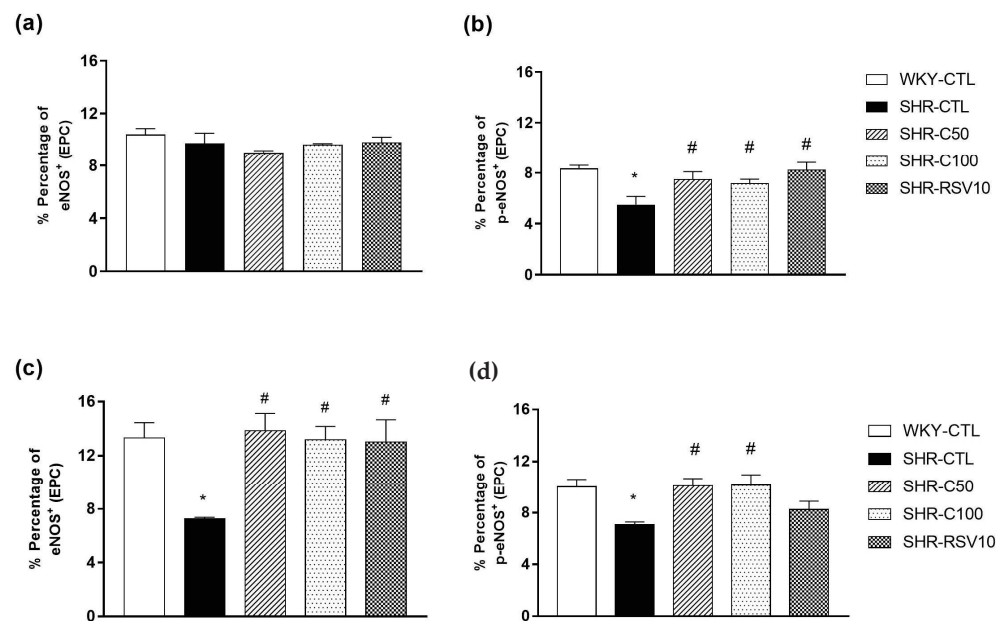 (a)
% Percentage of
eNOS⁺ (EPC)
16
12
8
4
0
(b)
% Percentage of
p-eNOS⁺ (EPC)
16
12
8
4
0
*
#
#
#
WKY-CTL
SHR-CTL
SHR-C50
SHR-C100
SHR-RSV10
(c)
% Percentage of
eNOS⁺ (EPC)
16
12
8
4
0
*
#
#
#
(d)
% Percentage of
p-eNOS⁺ (EPC)
16
12
8
4
0
*
#
#
WKY-CTL
SHR-CTL
SHR-C50
SHR-C100
SHR-RSV10